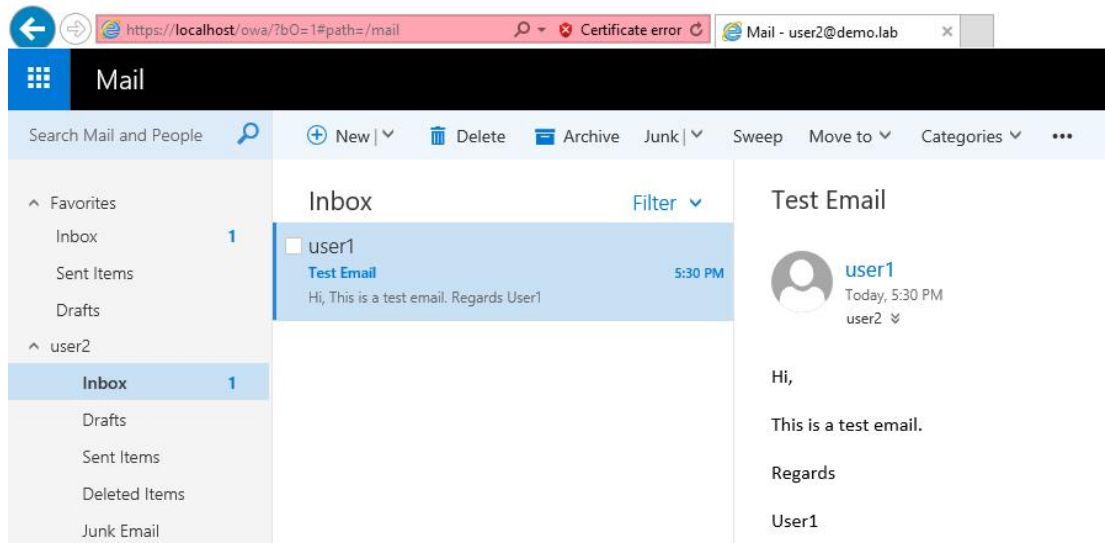 https://localhost/owa/?bO=1#path=/mail Certificate error Mail - user2@demo.lab
Mail
Search Mail and People New Delete Archive Junk Sweep Move to Categories
Favorites
Inbox 1
Sent Items
Drafts
user2
Inbox 1
Drafts
Sent Items
Deleted Items
Junk Email
Inbox Filter
user1
Test Email 5:30 PM
Hi, This is a test email. Regards User1
Test Email
user1
Today, 5:30 PM
user2
Hi,
This is a test email.
Regards
User1